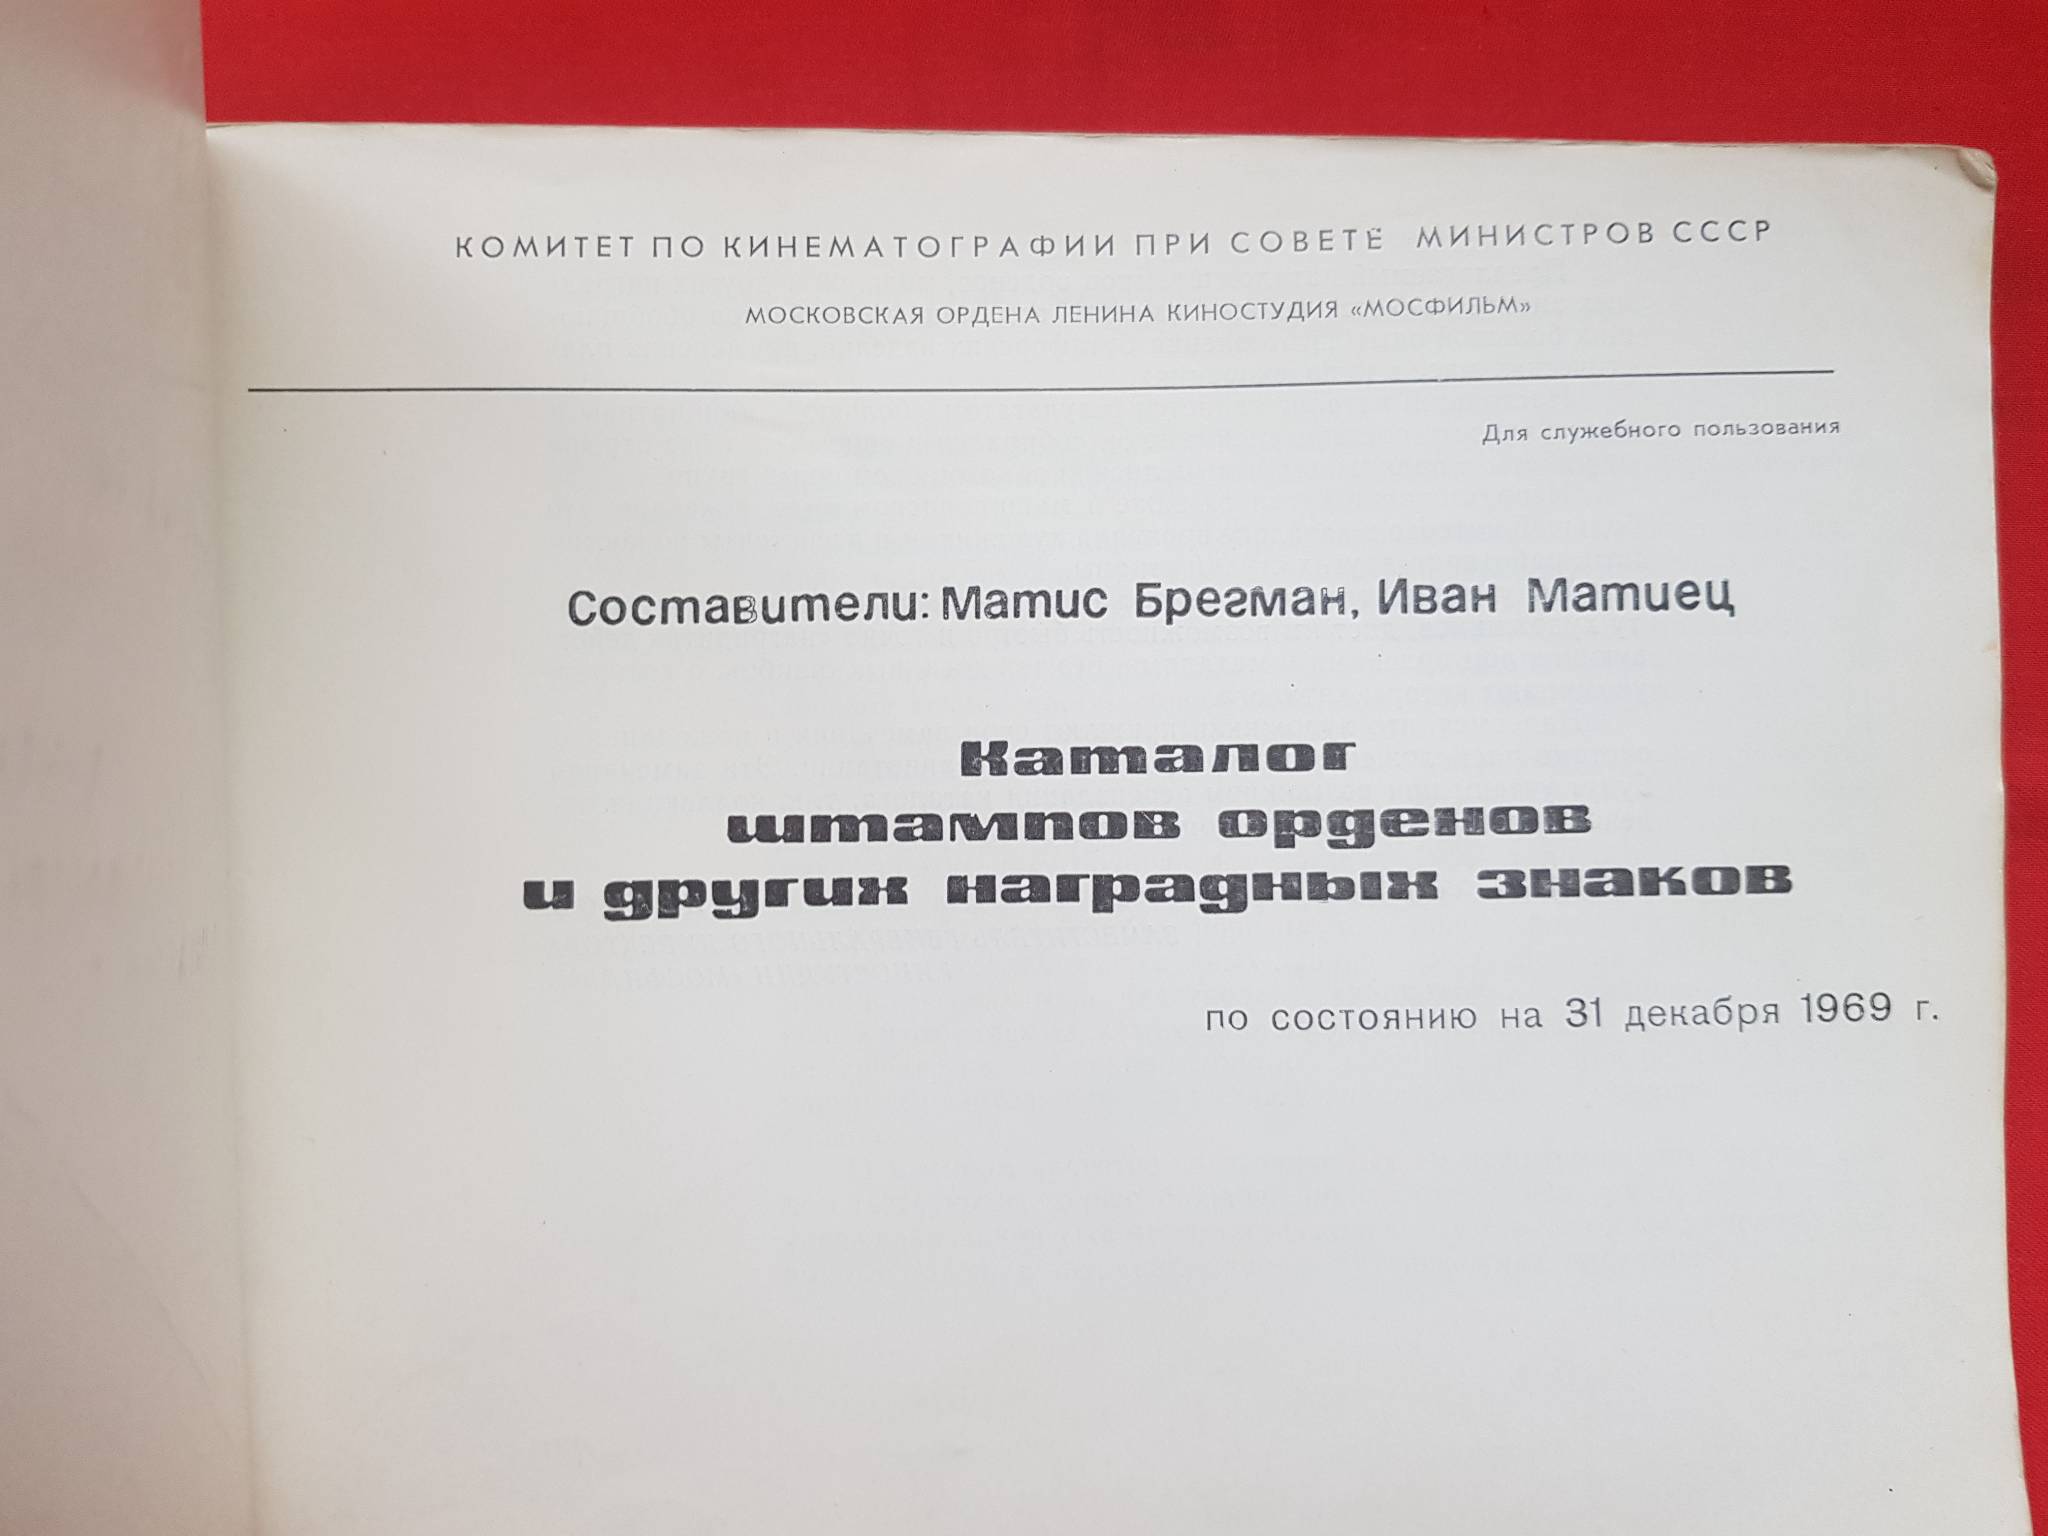 КОМИТЕТ ПО КИНЕМАТОГРАФИИ ПРИ СОВЕТЕ МИНИСТРОВ СССР
МОСКОВСКАЯ ОРДЕНА ЛЕНИНА КИНОСТУДИЯ «МОСФИЛЬМ»
Для служебного пользования
Составители: Матис Брегман, Иван Матиец
Каталог
штампов орденов
и других наградных знаков
по состоянию на 31 декабря 1969 г.